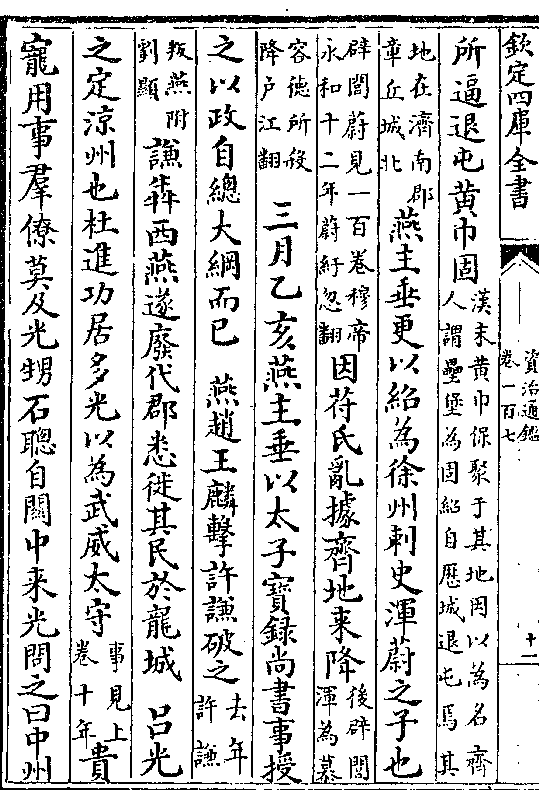 欽定四庫全書
資治通鑑
卷一百七
十二
所逼退屯黄巾固
漢末黄巾保聚于其地因以為名齊
人謂壘堡為固紹自歷城退屯焉其
地在濟南郡
章丘城北
燕主垂更以紹為徐州刺史渾蔚之子也
辟閭蔚見一百卷穆帝
永和十二年蔚紆忽翻
因苻氏亂據齊地来降
後辟閭
渾為慕
容徳所殺
降户江翻
三月乙亥燕主垂以太子寶録尚書事授
之以政自總大綱而已 燕趙王麟擊許謙破之
去年
許謙
叛燕附
劉顯
謙犇西燕遂廢代郡悉徙其民於龍城 吕光
之定涼州也杜進功居多光以為武威太守
事見上
卷十年
貴
寵用事羣僚莫及光甥石聰自關中来光問之曰中州